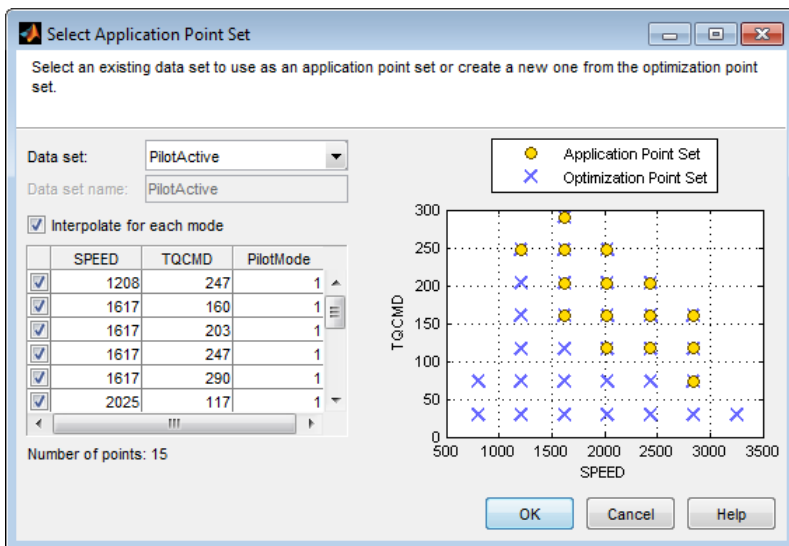 Select Application Point Set
Select an existing data set to use as an application point set or create a new one from the optimization point
set.
Data set: PilotActive
Data set name: PilotActive
Interpolate for each mode
SPEED TQCMD PilotMode
1208 247 1
1617 160 1
1617 203 1
1617 247 1
1617 290 1
2025 117 1
Number of points: 15
Application Point Set
Optimization Point Set
300
250
200
150
100
50
0
TQCMD
500 1000 1500 2000 2500 3000 3500
SPEED
OK Cancel Help